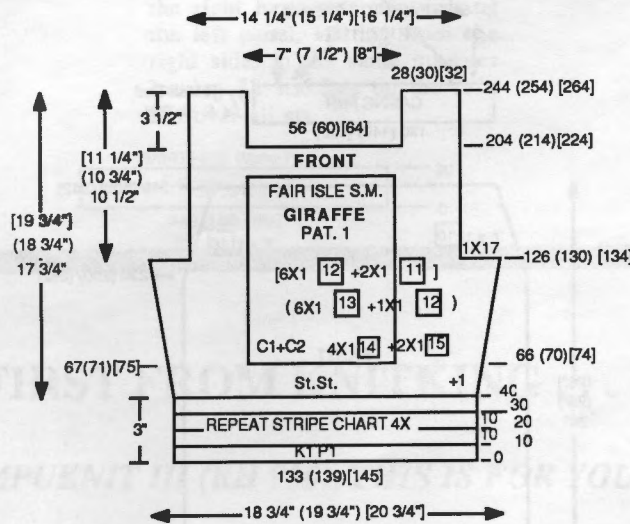 14 1/4"(15 1/4")[16 1/4"]
7" (7 1/2") [8"]
28(30)[32]
244 (254) [264]
3 1/2"
56 (60)[64]
204 (214)[224]
FRONT
[11 1/4"]
(10 3/4")
10 1/2"
FAIR ISLE S.M.
GIRAFFE
PAT. 1
[19 3/4"]
(18 3/4")
17 3/4"
1X17
126 (130) [134]
[6X1 12 +2X1 11 ]
( 6X1 13 +1X1 12 )
C1+C2 4X1 14 +2X1 15
67(71)[75]
66 (70)[74]
St.St. +1
40
30
3"
REPEAT STRIPE CHART 4X
10 20
10 10
K1 P1
0
133 (139)[145]
18 3/4" (19 3/4") [20 3/4"]
FIRST FROM KNITKING